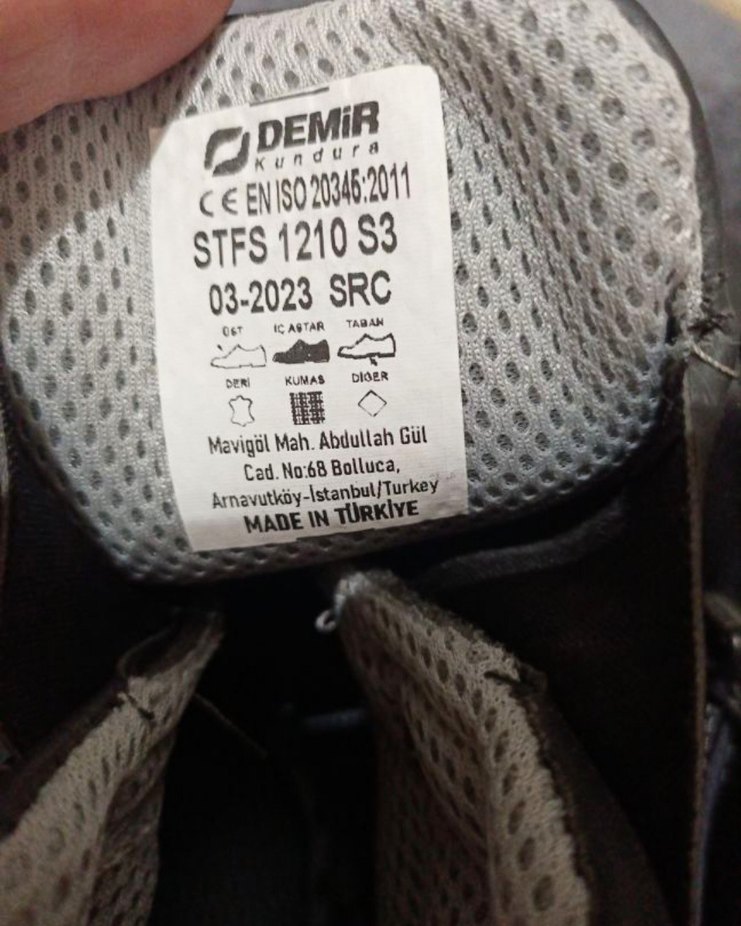 DEMiR
Kundura
CE EN ISO 20345:2011
STFS 1210 S3
03-2023 SRC
ÜST İÇ ASTAR TABAN
DERİ KUMAŞ DİĞER
Mavigöl Mah. Abdullah Gül
Cad. No:68 Bolluca,
Arnavutköy-İstanbul/Turkey
MADE IN TÜRKİYE